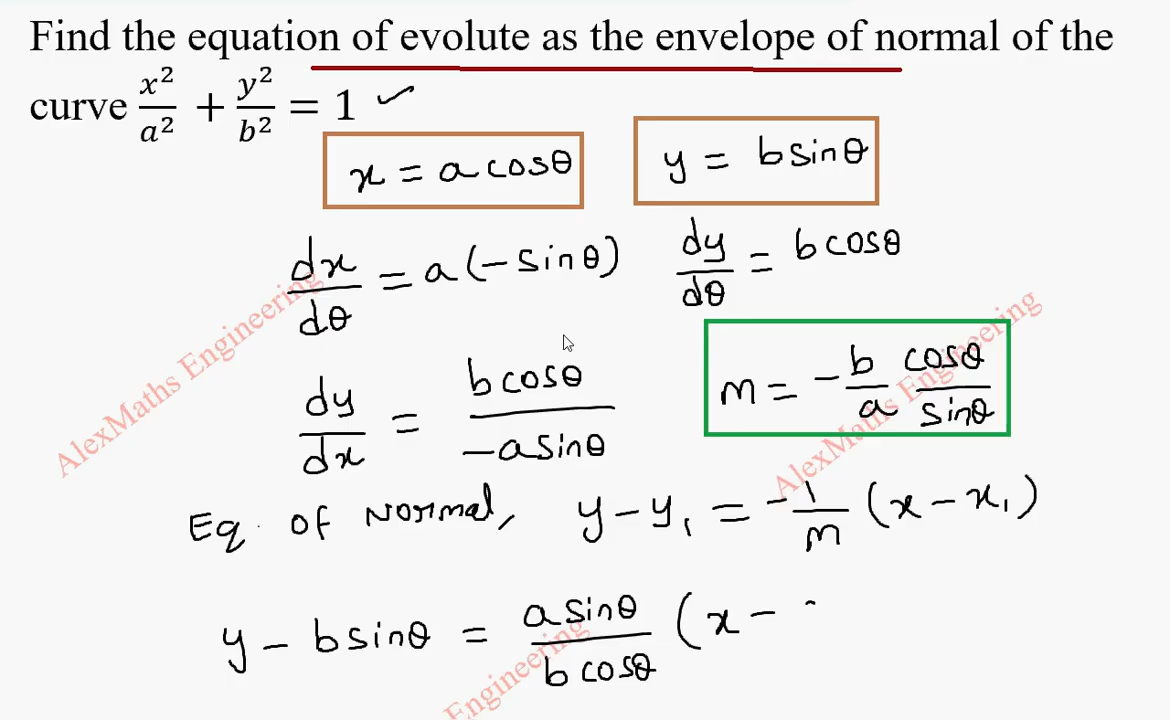 Find the equation of evolute as the envelope of normal of the
curve x²/a² + y²/b² = 1 ✓
x = a cosθ    y = b sinθ
dx/dθ = a(-sinθ)    dy/dθ = b cosθ
dy/dx = b cosθ / -a sinθ    m = - b/a cosθ/sinθ
Eq. of Normal, y - y₁ = -1/m (x - x₁)
y - b sinθ = a sinθ / b cosθ (x -
AlexMaths Engineering
AlexMaths Engineering
Engineering